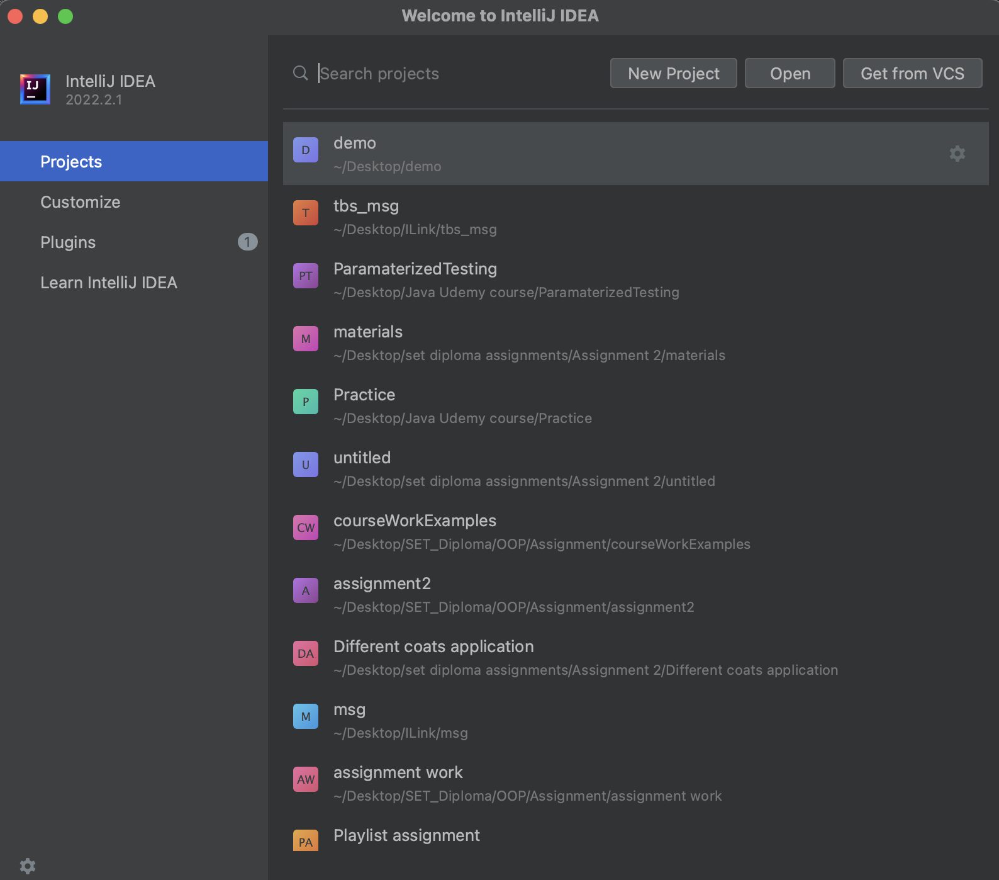 Welcome to IntelliJ IDEA
IJ
IntelliJ IDEA
2022.2.1
Projects
Customize
Plugins 1
Learn IntelliJ IDEA
Search projects New Project Open Get from VCS
D demo
~/Desktop/demo
T tbs_msg
~/Desktop/ILink/tbs_msg
PT ParamaterizedTesting
~/Desktop/Java Udemy course/ParamaterizedTesting
M materials
~/Desktop/set diploma assignments/Assignment 2/materials
P Practice
~/Desktop/Java Udemy course/Practice
U untitled
~/Desktop/set diploma assignments/Assignment 2/untitled
CW courseWorkExamples
~/Desktop/SET_Diploma/OOP/Assignment/courseWorkExamples
A assignment2
~/Desktop/SET_Diploma/OOP/Assignment/assignment2
DA Different coats application
~/Desktop/set diploma assignments/Assignment 2/Different coats application
M msg
~/Desktop/ILink/msg
AW assignment work
~/Desktop/SET_Diploma/OOP/Assignment/assignment work
PA Playlist assignment